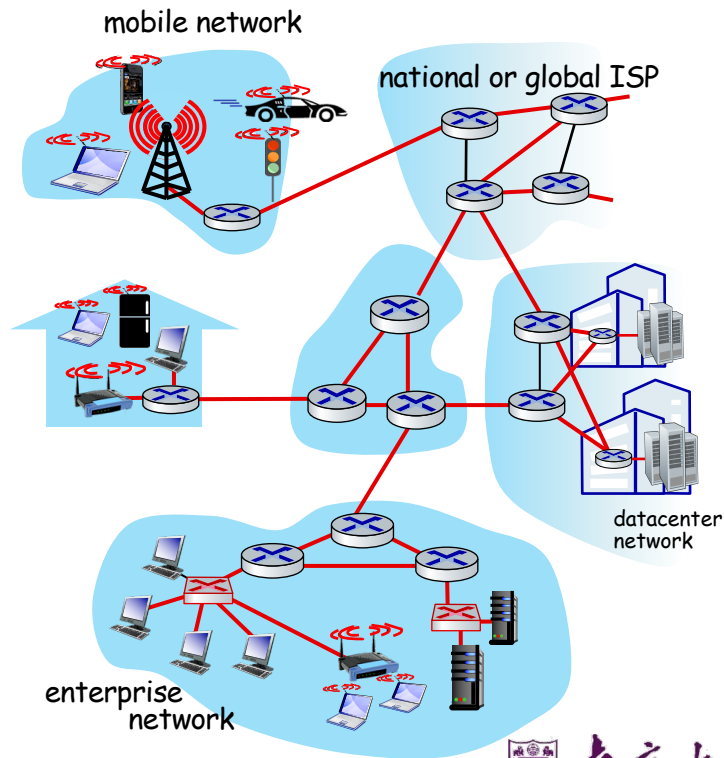 mobile network
national or global ISP
datacenter
network
enterprise
network